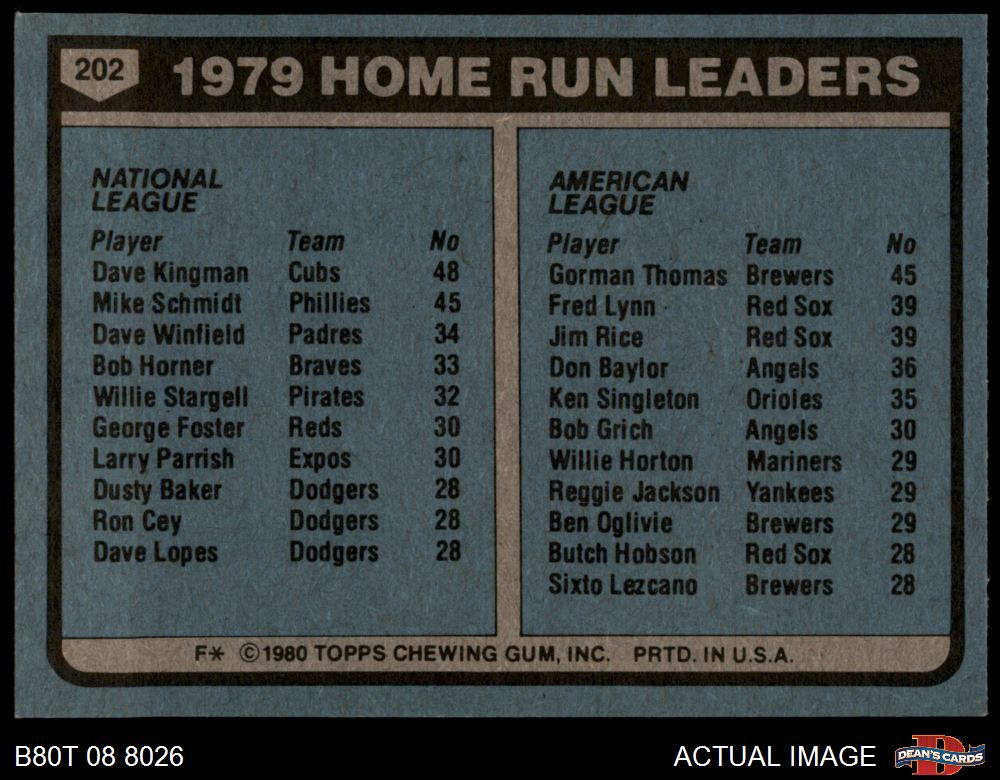 202
1979 HOME RUN LEADERS
NATIONAL
LEAGUE
Player Team No
Dave Kingman Cubs 48
Mike Schmidt Phillies 45
Dave Winfield Padres 34
Bob Horner Braves 33
Willie Stargell Pirates 32
George Foster Reds 30
Larry Parrish Expos 30
Dusty Baker Dodgers 28
Ron Cey Dodgers 28
Dave Lopes Dodgers 28
AMERICAN
LEAGUE
Player Team No
Gorman Thomas Brewers 45
Fred Lynn Red Sox 39
Jim Rice Red Sox 39
Don Baylor Angels 36
Ken Singleton Orioles 35
Bob Grich Angels 30
Willie Horton Mariners 29
Reggie Jackson Yankees 29
Ben Oglivie Brewers 29
Butch Hobson Red Sox 28
Sixto Lezcano Brewers 28
F* ©1980 TOPPS CHEWING GUM, INC. PRTD. IN U.S.A.
B80T 08 8026
ACTUAL IMAGE
D
DEAN'S CARDS